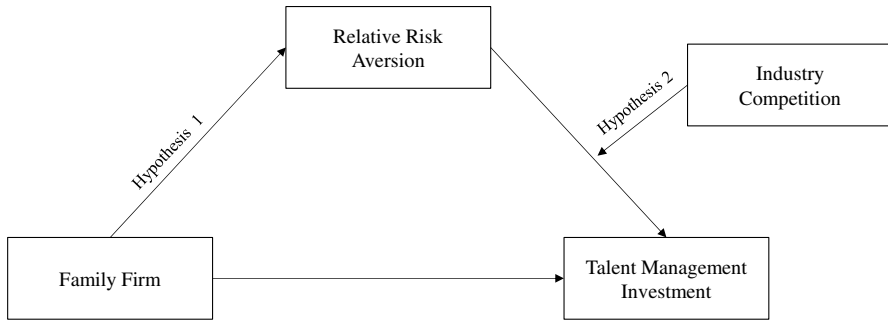 Relative Risk
Aversion
Industry
Competition
Hypothesis 1
Hypothesis 2
Family Firm
Talent Management
Investment